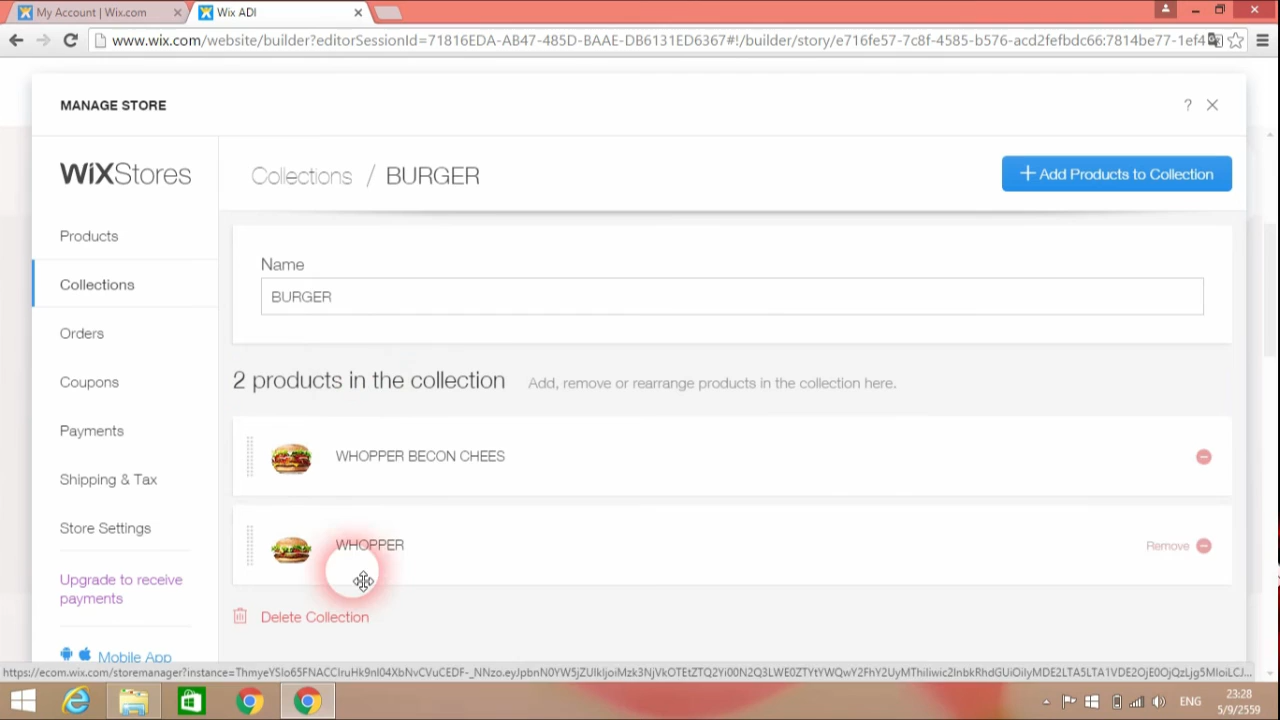 My Account | Wix.com
Wix ADI
www.wix.com/website/builder?editorSessionId=71816EDA-AB47-485D-BAAE-DB6131ED6367#!/builder/story/e716fe57-7c8f-4585-b576-acd2fefbdc66:7814be77-1ef4
MANAGE STORE
?
WiXStores
Collections / BURGER
+ Add Products to Collection
Products
Collections
Orders
Coupons
Payments
Shipping & Tax
Store Settings
Upgrade to receive
payments
Mobile App
Name
BURGER
2 products in the collection
Add, remove or rearrange products in the collection here.
WHOPPER BECON CHEES
WHOPPER
Remove
Delete Collection
ENG
23:28
5/9/2559